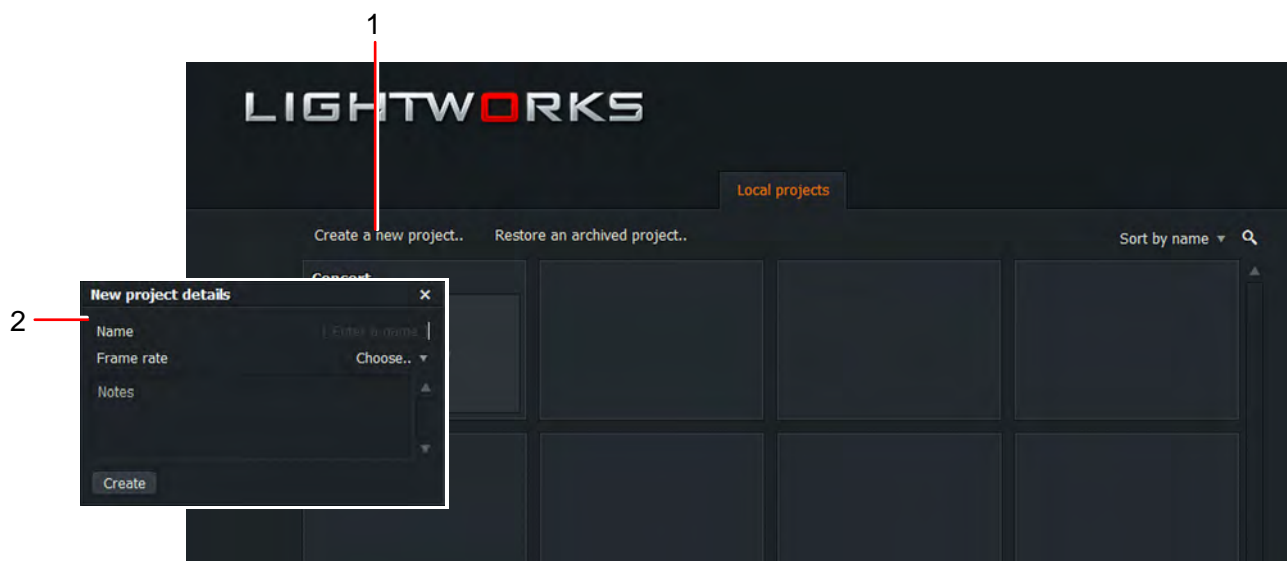 1
LIGHTWORKS
Local projects
Create a new project.. Restore an archived project.. Sort by name
Concert
New project details
2
Name [ Enter a name ]
Frame rate Choose..
Notes
Create